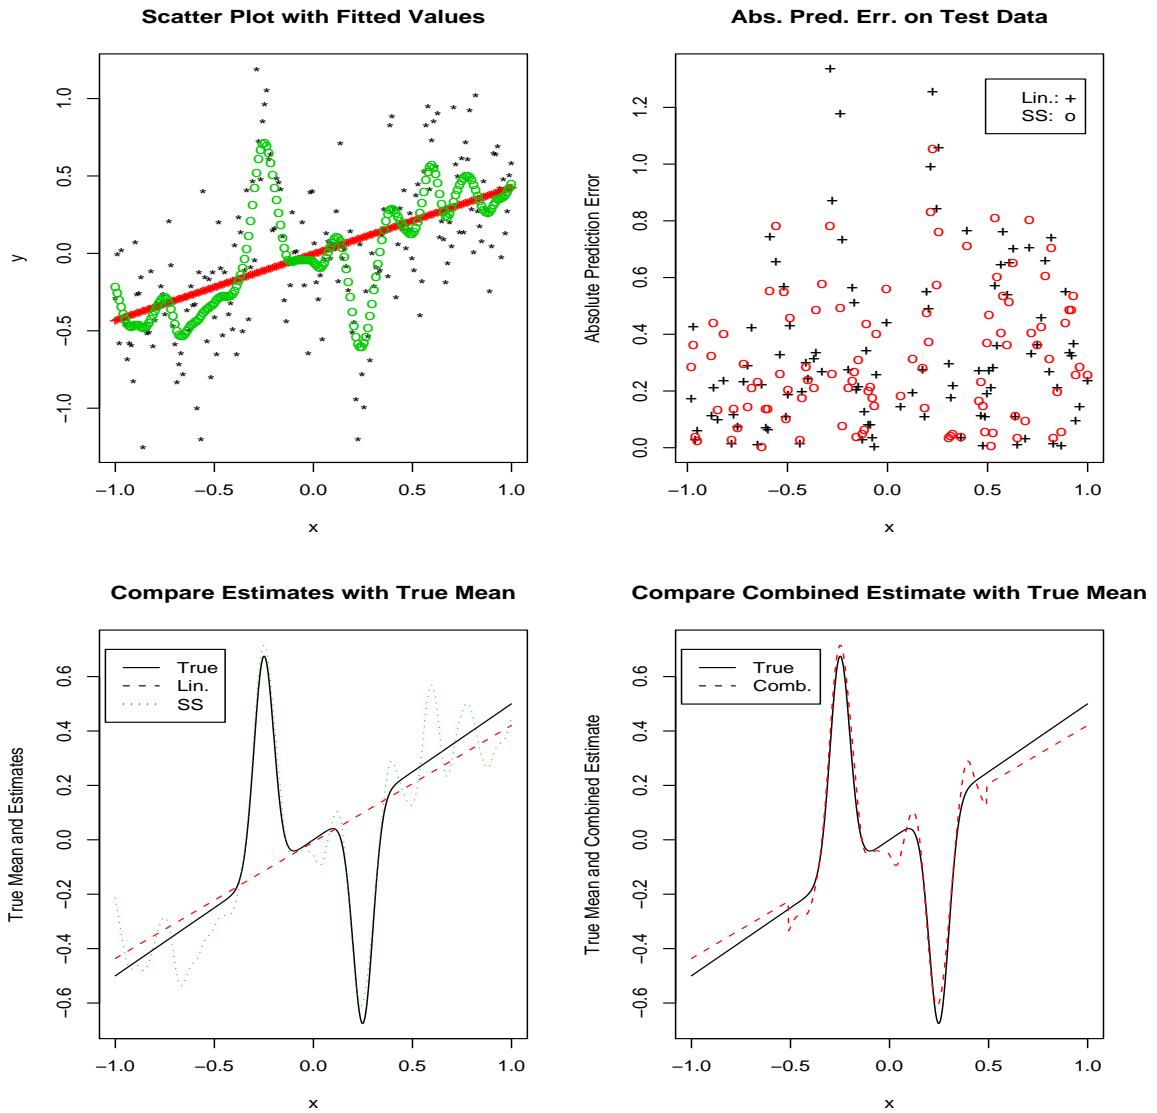 Scatter Plot with Fitted Values
y
1.0
0.5
0.0
−0.5
−1.0
−1.0 −0.5 0.0 0.5 1.0
x
Abs. Pred. Err. on Test Data
Absolute Prediction Error
1.2
1.0
0.8
0.6
0.4
0.2
0.0
Lin.: +
SS: o
−1.0 −0.5 0.0 0.5 1.0
x
Compare Estimates with True Mean
True Mean and Estimates
0.6
0.4
0.2
0.0
−0.2
−0.4
−0.6
True
Lin.
SS
−1.0 −0.5 0.0 0.5 1.0
x
Compare Combined Estimate with True Mean
True Mean and Combined Estimate
0.6
0.4
0.2
0.0
−0.2
−0.4
−0.6
True
Comb.
−1.0 −0.5 0.0 0.5 1.0
x